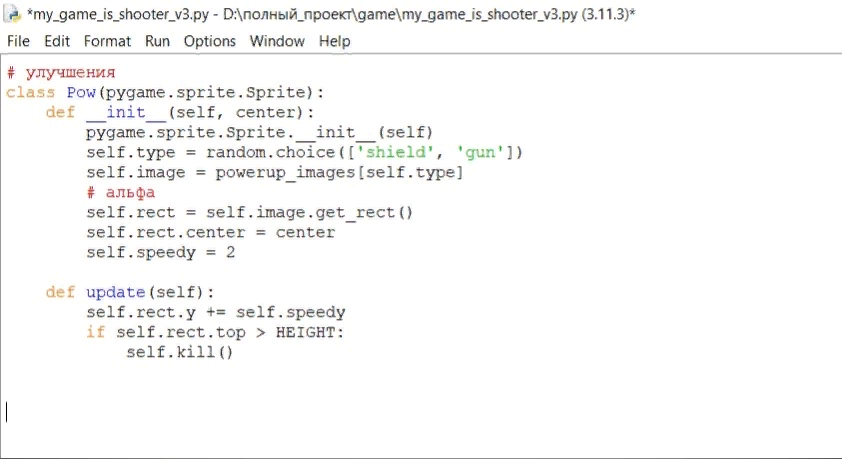 *my_game_is_shooter_v3.py - D:\полный_проект\game\my_game_is_shooter_v3.py (3.11.3)*
File Edit Format Run Options Window Help
# улучшения
class Pow(pygame.sprite.Sprite):
    def __init__(self, center):
        pygame.sprite.Sprite.__init__(self)
        self.type = random.choice(['shield', 'gun'])
        self.image = powerup_images[self.type]
        # альфа
        self.rect = self.image.get_rect()
        self.rect.center = center
        self.speedy = 2
    def update(self):
        self.rect.y += self.speedy
        if self.rect.top > HEIGHT:
            self.kill()